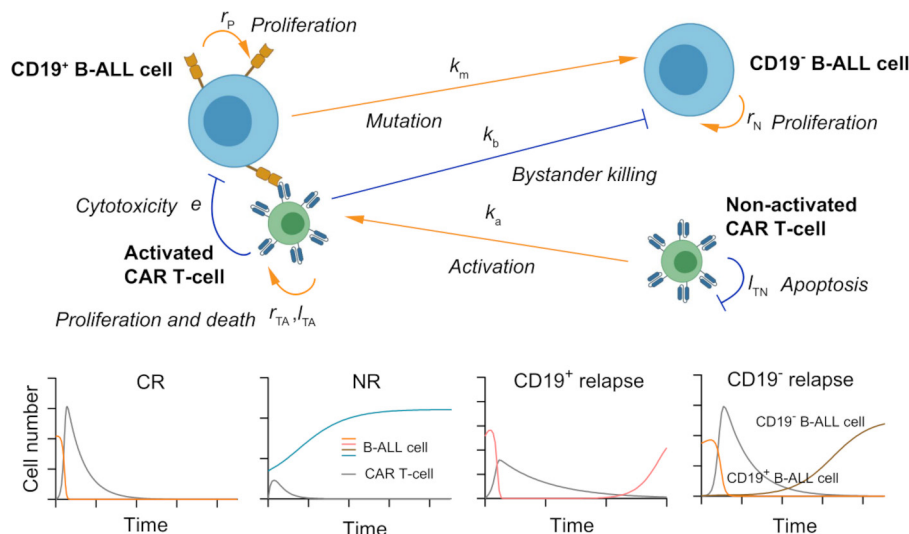 r_P Proliferation
CD19⁺ B-ALL cell
k_m
Mutation
CD19⁻ B-ALL cell
r_N Proliferation
k_b
Bystander killing
Cytotoxicity e
k_a
Activation
Activated
CAR T-cell
Non-activated
CAR T-cell
l_TN Apoptosis
Proliferation and death r_TA, l_TA
CR
NR
CD19⁺ relapse
CD19⁻ relapse
Cell number
B-ALL cell
CAR T-cell
CD19⁻ B-ALL cell
CD19⁺ B-ALL cell
Time
Time
Time
Time